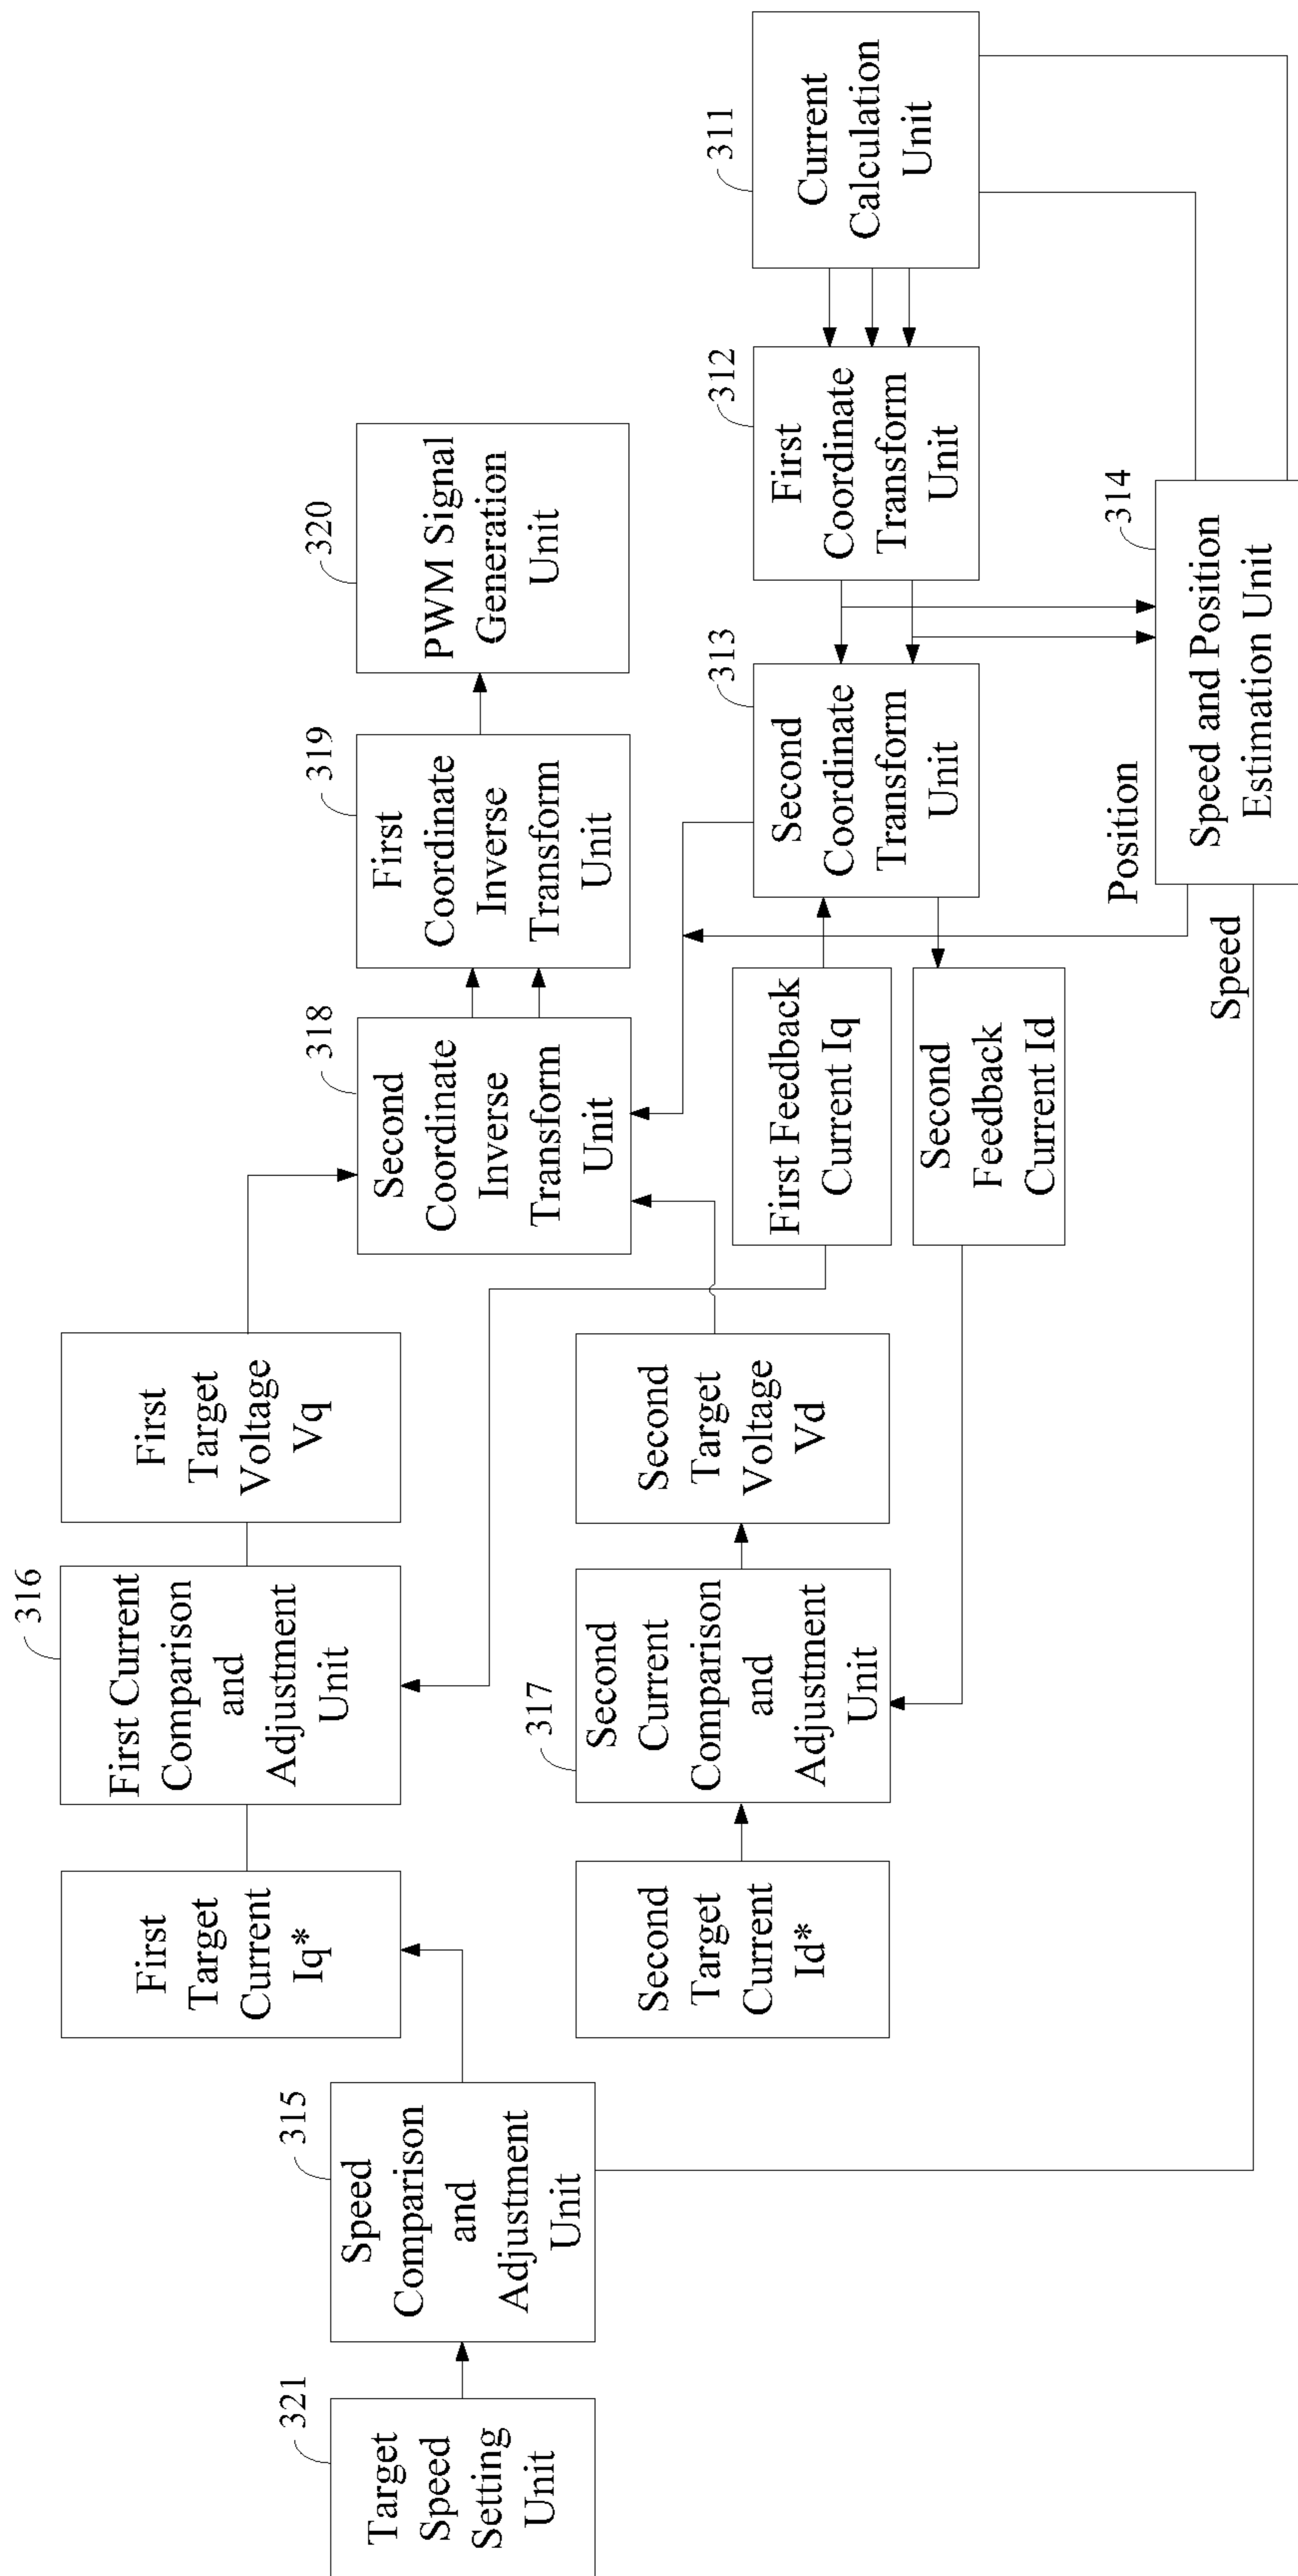 321
Target
Speed
Setting
Unit
315
Speed
Comparison
and
Adjustment
Unit
First
Target
Current
Iq*
316
First Current
Comparison
and
Adjustment
Unit
First
Target
Voltage
Vq
Second
Target
Current
Id*
317
Second
Current
Comparison
and
Adjustment
Unit
Second
Target
Voltage
Vd
318
Second
Coordinate
Inverse
Transform
Unit
319
First
Coordinate
Inverse
Transform
Unit
320
PWM Signal
Generation
Unit
First Feedback
Current Iq
Second
Feedback
Current Id
313
Second
Coordinate
Transform
Unit
312
First
Coordinate
Transform
Unit
311
Current
Calculation
Unit
Speed
Position
314
Speed and Position
Estimation Unit